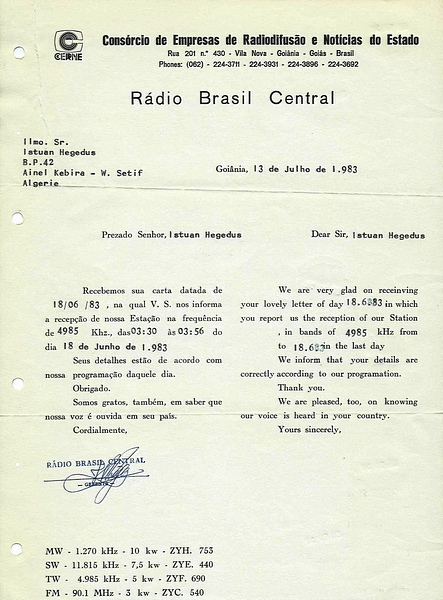 CERNE
Consórcio de Empresas de Radiodifusão e Notícias do Estado
Rua 201 n.º 430 - Vila Nova - Goiânia - Goiás - Brasil
Phones: (062) - 224-3711 - 224-3931 - 224-3896 - 224-3692
Rádio Brasil Central
Ilmo. Sr.
Istuan Hegedus
B.P.42
Ainel Kebira - W. Setif
Algerie
Goiânia, 13 de Julho de 1.983
Prezado Senhor, Istuan Hegedus
Recebemos sua carta datada de
18/06 /83 , na qual V. S. nos informa
a recepção de nossa Estação na frequência
de 4985 Khz., das 03:30 às 03:56 do
dia 18 de Junho de 1.983
Seus detalhes estão de acordo com
nossa programação daquele dia.
Obrigado.
Somos gratos, também, em saber que
nossa voz é ouvida em seu país.
Cordialmente,
Dear Sir, Istuan Hegedus
We are very glad on receinving
your lovely letter of day 18.6.983 in which
you report us the reception of our Station
, in bands of 4985 kHz from
to 18.6 in the last day
We inform that your details are
correctly according to our programation.
Thank you.
We are pleased, too, on knowing
our voice is heard in your country.
Yours sincerely,
RÁDIO BRASIL CENTRAL
- GERENTE -
MW - 1.270 kHz - 10 kw - ZYH. 753
SW - 11.815 kHz - 7,5 kw - ZYE. 440
TW - 4.985 kHz - 5 kw - ZYF. 690
FM - 90.1 MHz - 3 kw - ZYC. 540